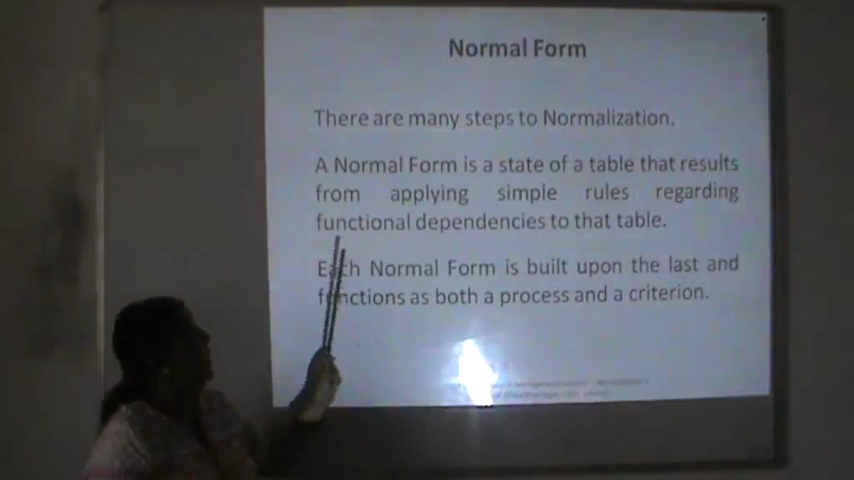 Normal Form
There are many steps to Normalization.
A Normal Form is a state of a table that results
from applying simple rules regarding
functional dependencies to that table.
Each Normal Form is built upon the last and
functions as both a process and a criterion.